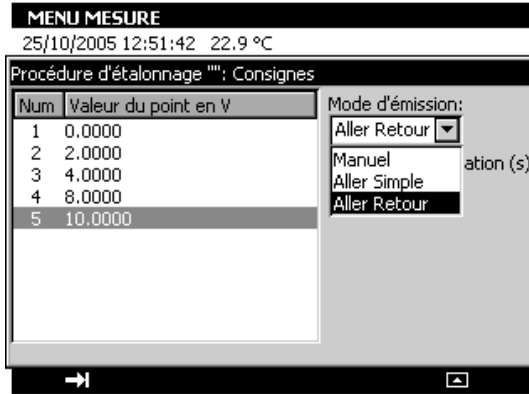 MENU MESURE
25/10/2005 12:51:42 22.9 °C
Procédure d'étalonnage "": Consignes
Num Valeur du point en V
1 0.0000
2 2.0000
3 4.0000
4 8.0000
5 10.0000
Mode d'émission:
Aller Retour
Manuel
ation (s)
Aller Simple
Aller Retour